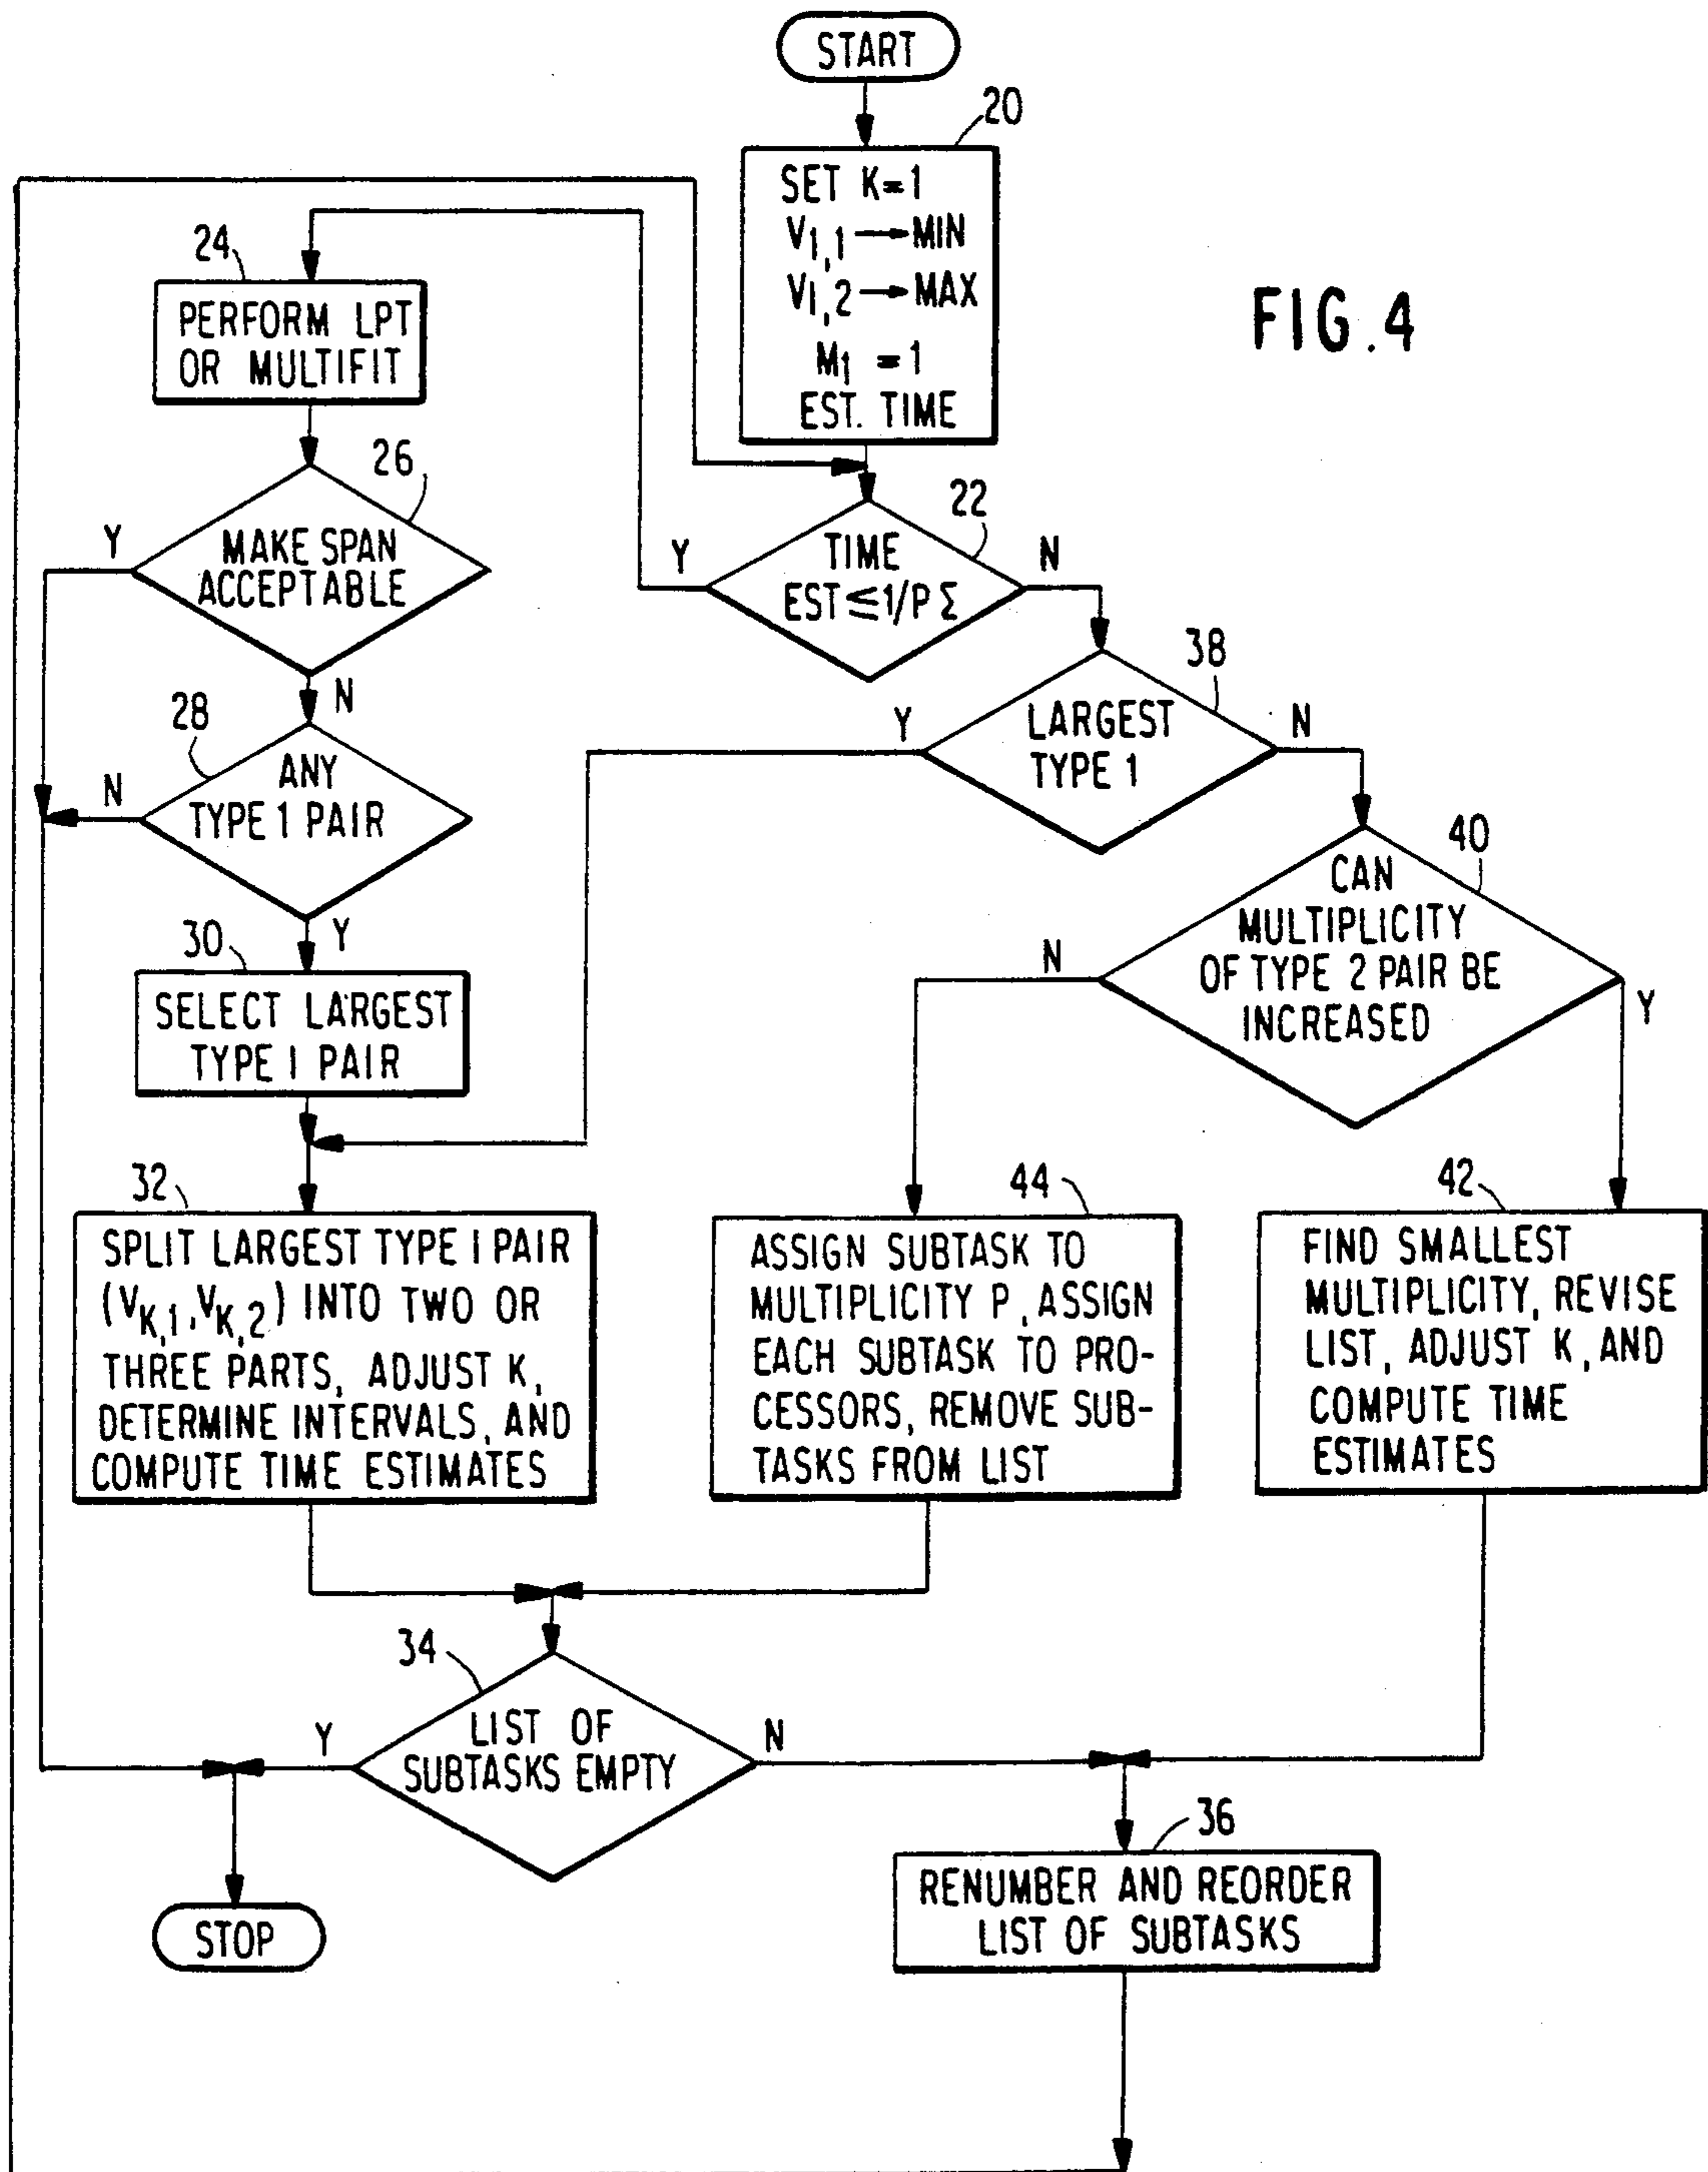 START
20
SET K=1
V1,1 → MIN
V1,2 → MAX
M1 = 1
EST. TIME
FIG.4
24
PERFORM LPT
OR MULTIFIT
26
MAKE SPAN
ACCEPTABLE
Y
N
22
TIME
EST ≤ 1/P Σ
Y
N
38
LARGEST
TYPE 1
Y
N
28
ANY
TYPE 1 PAIR
N
Y
40
CAN
MULTIPLICITY
OF TYPE 2 PAIR BE
INCREASED
N
Y
30
SELECT LARGEST
TYPE 1 PAIR
32
SPLIT LARGEST TYPE 1 PAIR
(VK,1,VK,2) INTO TWO OR
THREE PARTS, ADJUST K,
DETERMINE INTERVALS, AND
COMPUTE TIME ESTIMATES
44
ASSIGN SUBTASK TO
MULTIPLICITY P, ASSIGN
EACH SUBTASK TO PRO-
CESSORS, REMOVE SUB-
TASKS FROM LIST
42
FIND SMALLEST
MULTIPLICITY, REVISE
LIST, ADJUST K, AND
COMPUTE TIME
ESTIMATES
34
LIST OF
SUBTASKS EMPTY
Y
N
36
RENUMBER AND REORDER
LIST OF SUBTASKS
STOP